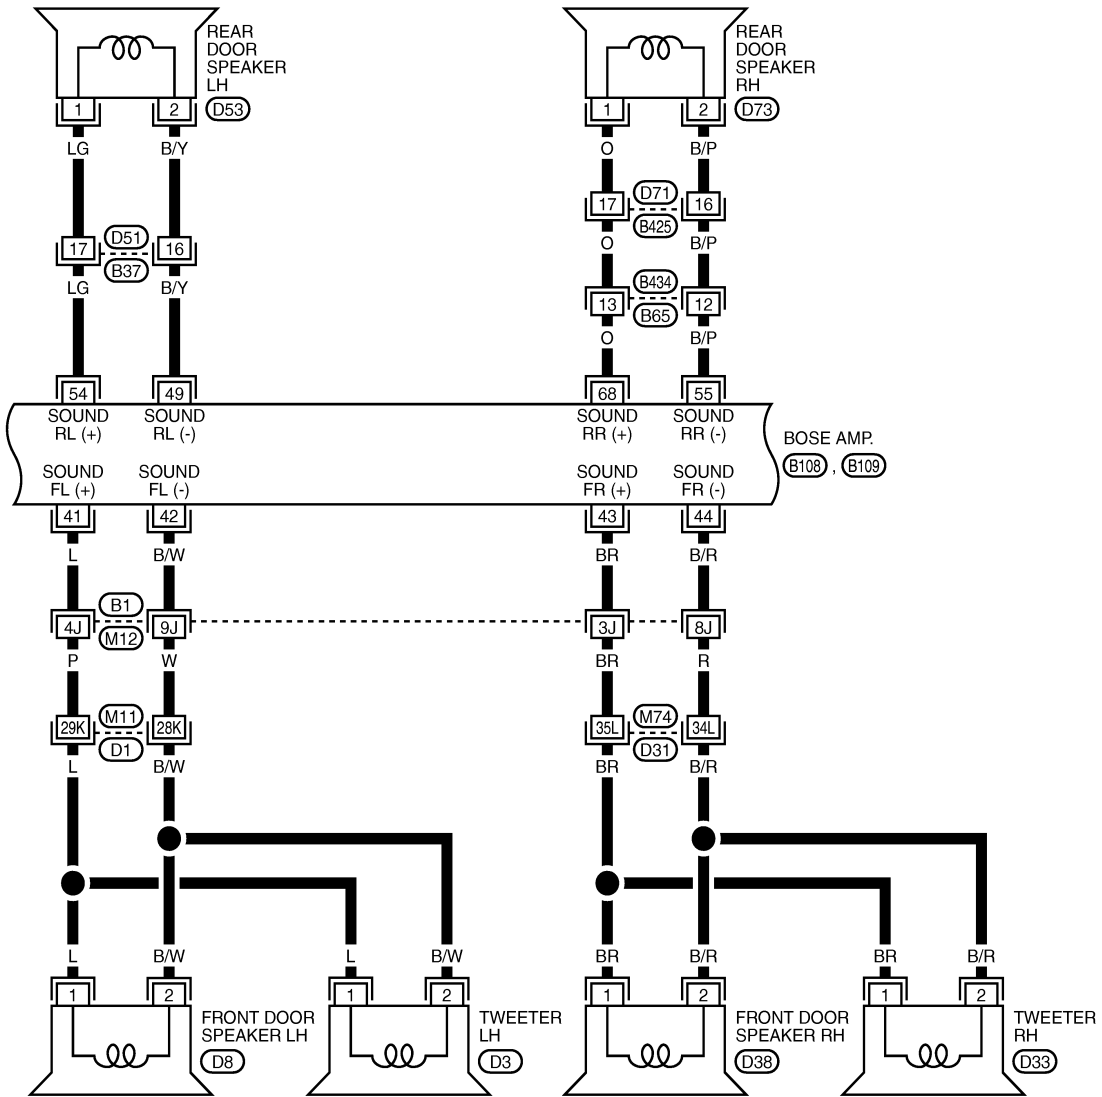 REAR
DOOR
SPEAKER
LH
D53
REAR
DOOR
SPEAKER
RH
D73
1 2 1 2
LG B/Y O B/P
17 D71 16
B425
O B/P
17 D51 16
B37
LG B/Y
13 B434 12
B65
O B/P
54 49 68 55
SOUND
RL (+)
SOUND
RL (-)
SOUND
RR (+)
SOUND
RR (-)
BOSE AMP.
B108 , B109
SOUND
FL (+)
SOUND
FL (-)
SOUND
FR (+)
SOUND
FR (-)
41 42 43 44
L B/W BR B/R
4J B1 9J 3J 8J
M12
P W BR R
29K M11 28K 35L M74 34L
D1 D31
L B/W BR B/R
L B/W L B/W BR B/R BR B/R
1 2 1 2 1 2 1 2
FRONT DOOR
SPEAKER LH
D8
TWEETER
LH
D3
FRONT DOOR
SPEAKER RH
D38
TWEETER
RH
D33